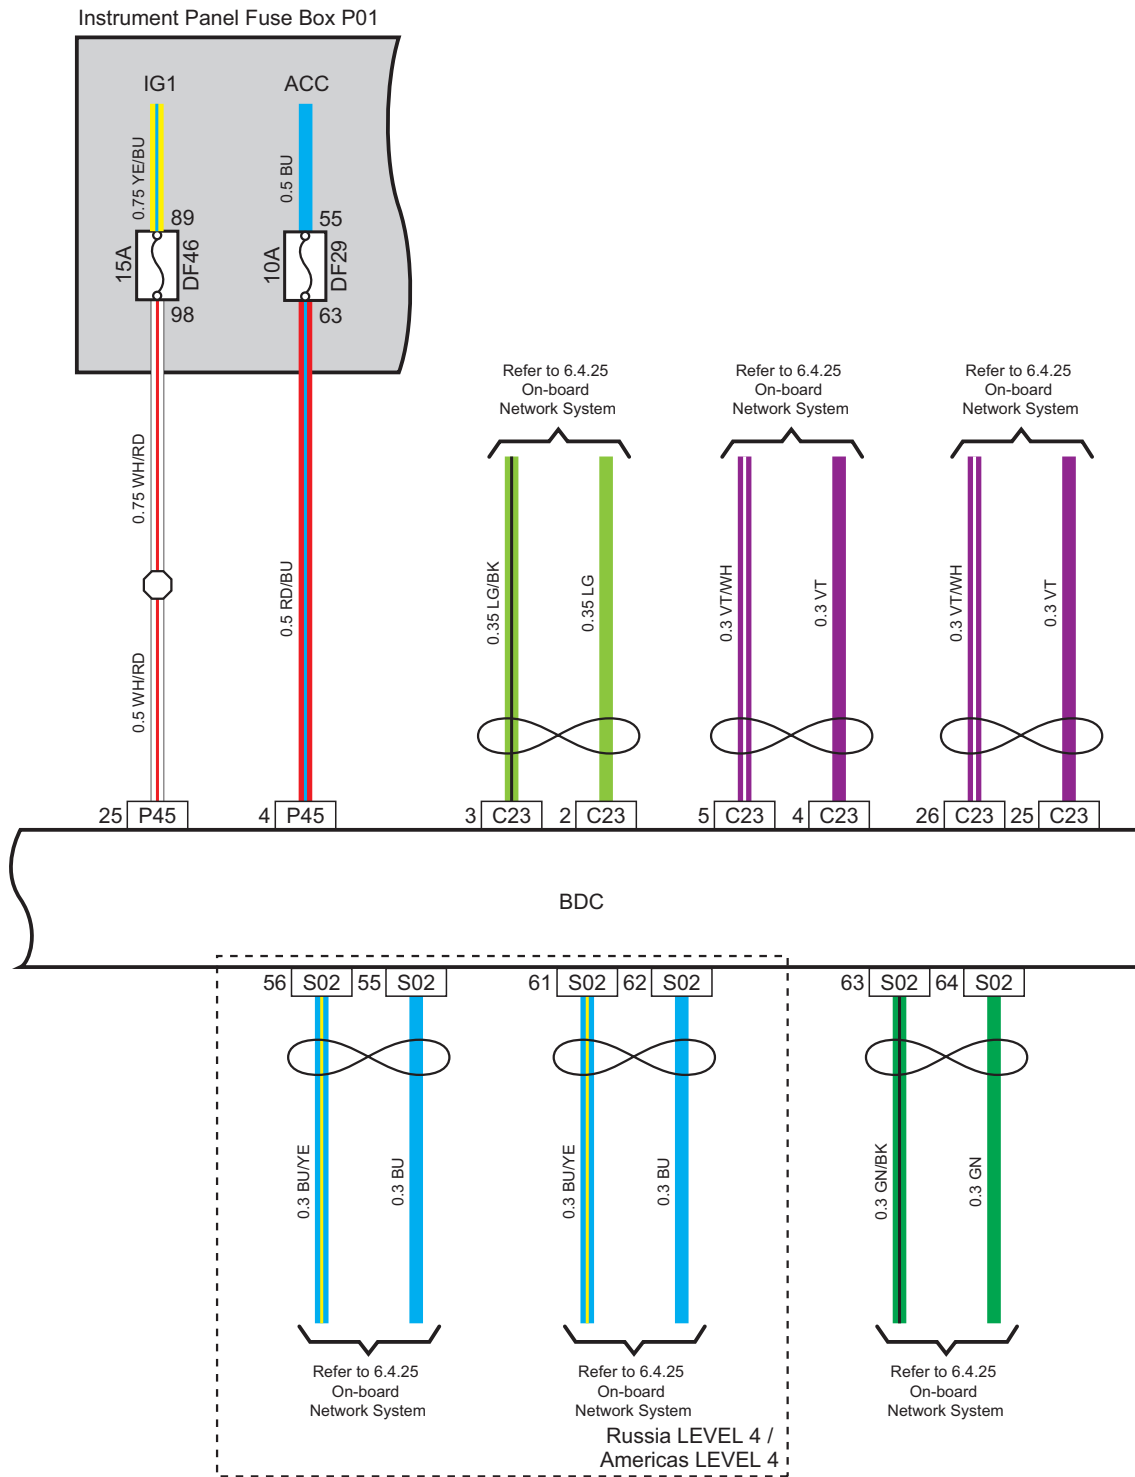 Instrument Panel Fuse Box P01
IG1
ACC
0.75 YE/BU
0.5 BU
89
55
15A
DF46
10A
DF29
98
63
Refer to 6.4.25
On-board
Network System
Refer to 6.4.25
On-board
Network System
Refer to 6.4.25
On-board
Network System
0.75 WH/RD
0.5 WH/RD
0.5 RD/BU
0.35 LG/BK
0.35 LG
0.3 VT/WH
0.3 VT
0.3 VT/WH
0.3 VT
25 P45
4 P45
3 C23
2 C23
5 C23
4 C23
26 C23
25 C23
BDC
56 S02
55 S02
61 S02
62 S02
63 S02
64 S02
0.3 BU/YE
0.3 BU
0.3 BU/YE
0.3 BU
0.3 GN/BK
0.3 GN
Refer to 6.4.25
On-board
Network System
Refer to 6.4.25
On-board
Network System
Refer to 6.4.25
On-board
Network System
Russia LEVEL 4 /
Americas LEVEL 4